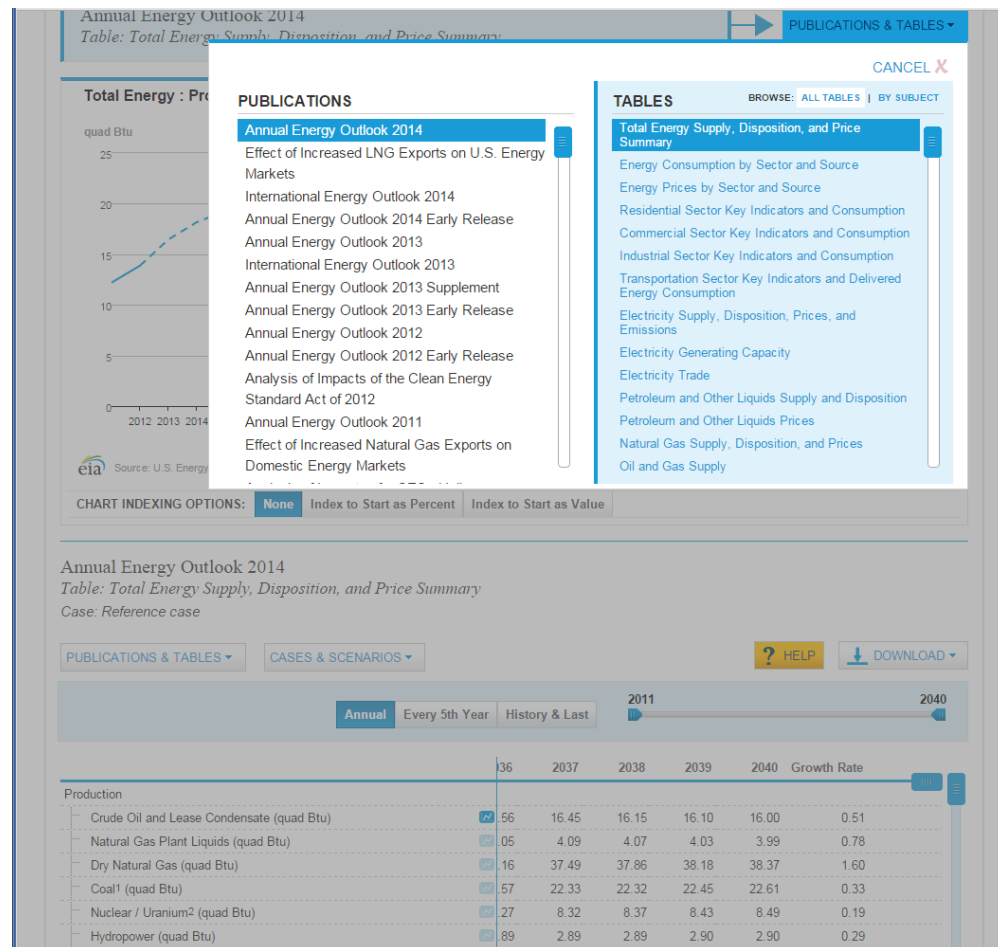 Annual Energy Outlook 2014
Table: Total Energy Supply, Disposition, and Price Summary
PUBLICATIONS & TABLES
CANCEL X
Total Energy : Pro
quad Btu
25
20
15
10
5
0
2012 2013 2014
eia Source: U.S. Energy
PUBLICATIONS
Annual Energy Outlook 2014
Effect of Increased LNG Exports on U.S. Energy
Markets
International Energy Outlook 2014
Annual Energy Outlook 2014 Early Release
Annual Energy Outlook 2013
International Energy Outlook 2013
Annual Energy Outlook 2013 Supplement
Annual Energy Outlook 2013 Early Release
Annual Energy Outlook 2012
Annual Energy Outlook 2012 Early Release
Analysis of Impacts of the Clean Energy
Standard Act of 2012
Annual Energy Outlook 2011
Effect of Increased Natural Gas Exports on
Domestic Energy Markets
TABLES
BROWSE: ALL TABLES | BY SUBJECT
Total Energy Supply, Disposition, and Price
Summary
Energy Consumption by Sector and Source
Energy Prices by Sector and Source
Residential Sector Key Indicators and Consumption
Commercial Sector Key Indicators and Consumption
Industrial Sector Key Indicators and Consumption
Transportation Sector Key Indicators and Delivered
Energy Consumption
Electricity Supply, Disposition, Prices, and
Emissions
Electricity Generating Capacity
Electricity Trade
Petroleum and Other Liquids Supply and Disposition
Petroleum and Other Liquids Prices
Natural Gas Supply, Disposition, and Prices
Oil and Gas Supply
CHART INDEXING OPTIONS: None Index to Start as Percent Index to Start as Value
Annual Energy Outlook 2014
Table: Total Energy Supply, Disposition, and Price Summary
Case: Reference case
PUBLICATIONS & TABLES CASES & SCENARIOS ? HELP DOWNLOAD
Annual Every 5th Year History & Last 2011 2040
036 2037 2038 2039 2040 Growth Rate
Production
Crude Oil and Lease Condensate (quad Btu) .56 16.45 16.15 16.10 16.00 0.51
Natural Gas Plant Liquids (quad Btu) .05 4.09 4.07 4.03 3.99 0.78
Dry Natural Gas (quad Btu) .16 37.49 37.86 38.18 38.37 1.60
Coal1 (quad Btu) .57 22.33 22.32 22.45 22.61 0.33
Nuclear / Uranium2 (quad Btu) .27 8.32 8.37 8.43 8.49 0.19
Hydropower (quad Btu) .89 2.89 2.89 2.90 2.90 0.29